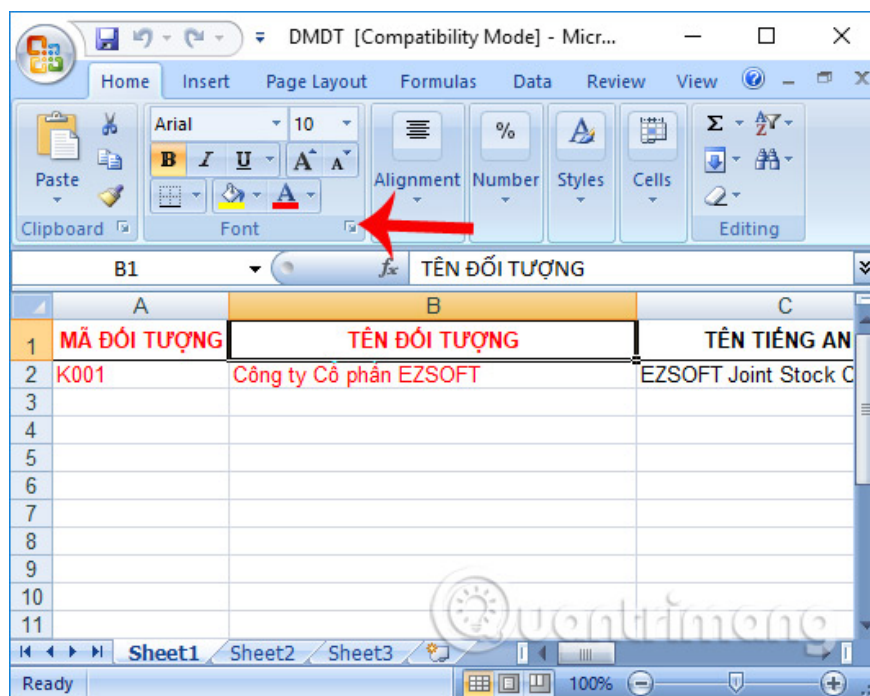 DMDT [Compatibility Mode] - Micr...
Home Insert Page Layout Formulas Data Review View
Arial 10
B I U A A
Paste
A
Σ
%
Alignment Number Styles Cells
Clipboard Font Editing
B1 fx TÊN ĐỐI TƯỢNG
A B C
1 MÃ ĐỐI TƯỢNG TÊN ĐỐI TƯỢNG TÊN TIẾNG AN
2 K001 Công ty Cổ phần EZSOFT EZSOFT Joint Stock C
3
4
5
6
7
8
9
10
11
Quantrimang
Sheet1 Sheet2 Sheet3
Ready 100%